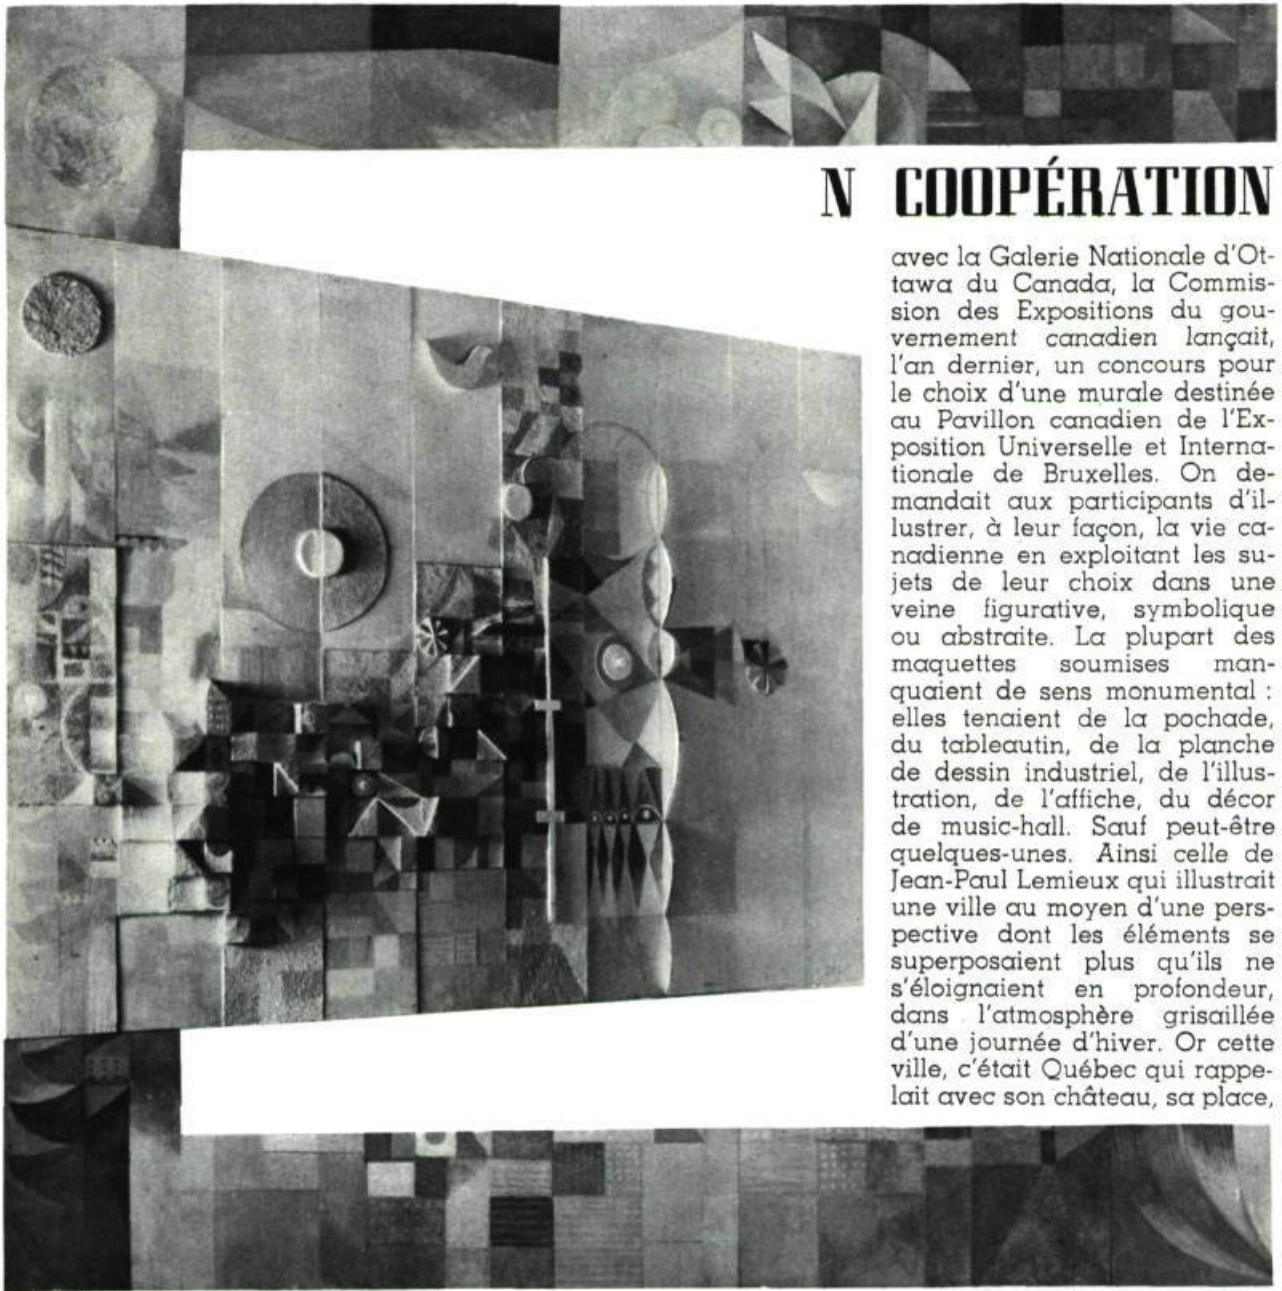 N COOPÉRATION
avec la Galerie Nationale d'Ot-
tawa du Canada, la Commis-
sion des Expositions du gou-
vernement canadien lançait,
l'an dernier, un concours pour
le choix d'une murale destinée
au Pavillon canadien de l'Ex-
position Universelle et Interna-
tionale de Bruxelles. On de-
mandait aux participants d'il-
lustrer, à leur façon, la vie ca-
nadienne en exploitant les su-
jets de leur choix dans une
veine figurative, symbolique
ou abstraite. La plupart des
maquettes soumises man-
quaient de sens monumental :
elles tenaient de la pochade,
du tableautin, de la planche
de dessin industriel, de l'illus-
tration, de l'affiche, du décor
de music-hall. Sauf peut-être
quelques-unes. Ainsi celle de
Jean-Paul Lemieux qui illustrait
une ville au moyen d'une pers-
pective dont les éléments se
superposaient plus qu'ils ne
s'éloignaient en profondeur,
dans l'atmosphère grisaillée
d'une journée d'hiver. Or cette
ville, c'était Québec qui rappe-
lait avec son château, sa place,